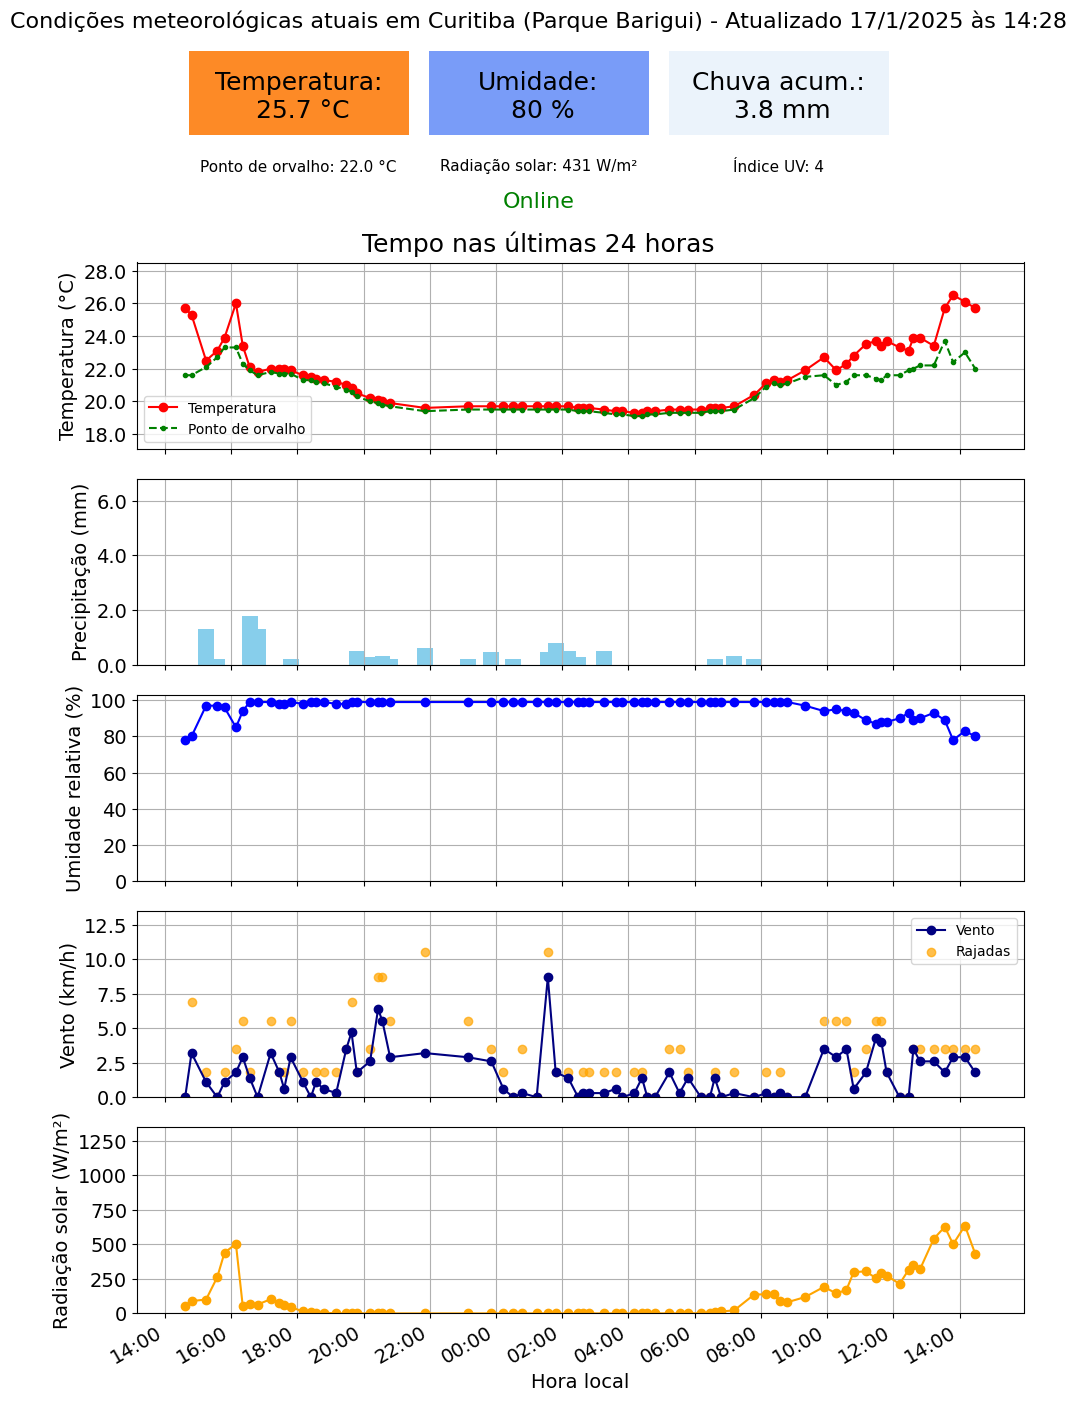 Condições meteorológicas atuais em Curitiba (Parque Barigui) - Atualizado 17/1/2025 às 14:28
Temperatura:
25.7 °C
Umidade:
80 %
Chuva acum.:
3.8 mm
Ponto de orvalho: 22.0 °C
Radiação solar: 431 W/m²
Índice UV: 4
Online
Tempo nas últimas 24 horas
Temperatura (°C)
28.0
26.0
24.0
22.0
20.0
18.0
Temperatura
Ponto de orvalho
Precipitação (mm)
6.0
4.0
2.0
0.0
Umidade relativa (%)
100
80
60
40
20
0
Vento (km/h)
12.5
10.0
7.5
5.0
2.5
0.0
Vento
Rajadas
Radiação solar (W/m²)
1250
1000
750
500
250
0
14:00
16:00
18:00
20:00
22:00
00:00
02:00
04:00
06:00
08:00
10:00
12:00
14:00
Hora local